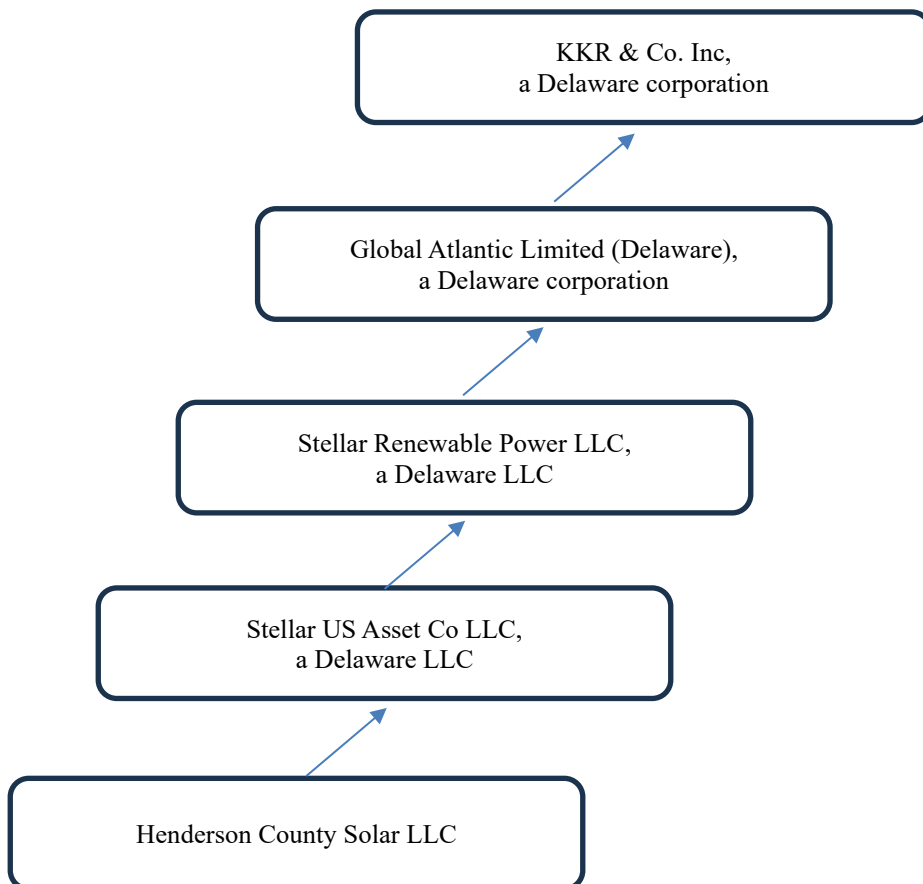 KKR & Co. Inc,
a Delaware corporation
Global Atlantic Limited (Delaware),
a Delaware corporation
Stellar Renewable Power LLC,
a Delaware LLC
Stellar US Asset Co LLC,
a Delaware LLC
Henderson County Solar LLC